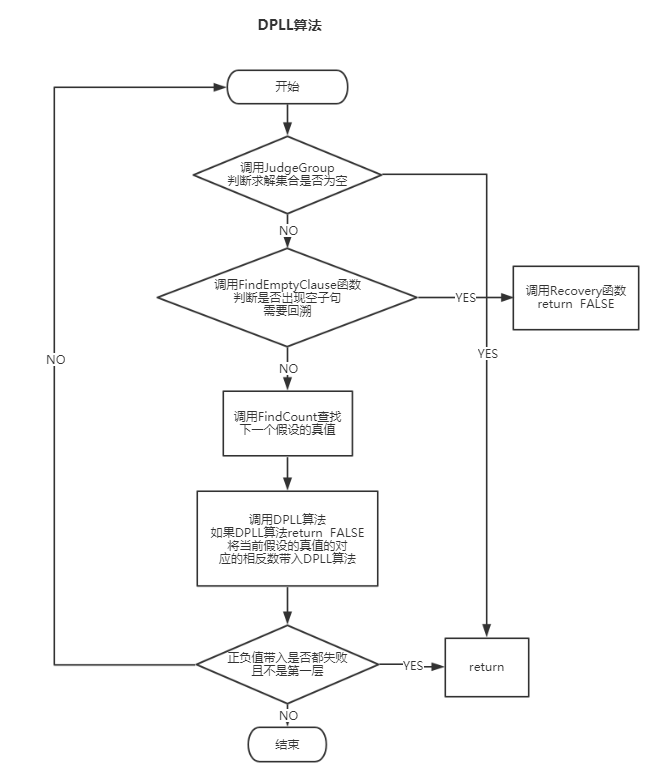 DPLL算法
开始
调用JudgeGroup
判断求解集合是否为空
NO
调用FindEmptyClause函数
判断是否出现空子句
需要回溯
YES
调用Recovery函数
return FALSE
YES
NO
NO
调用FindCount查找
下一个假设的真值
调用DPLL算法
如果DPLL算法return FALSE
将当前假设的真值的对
应的相反数带入DPLL算法
正负值带入是否都失败
且不是第一层
YES
return
NO
结束